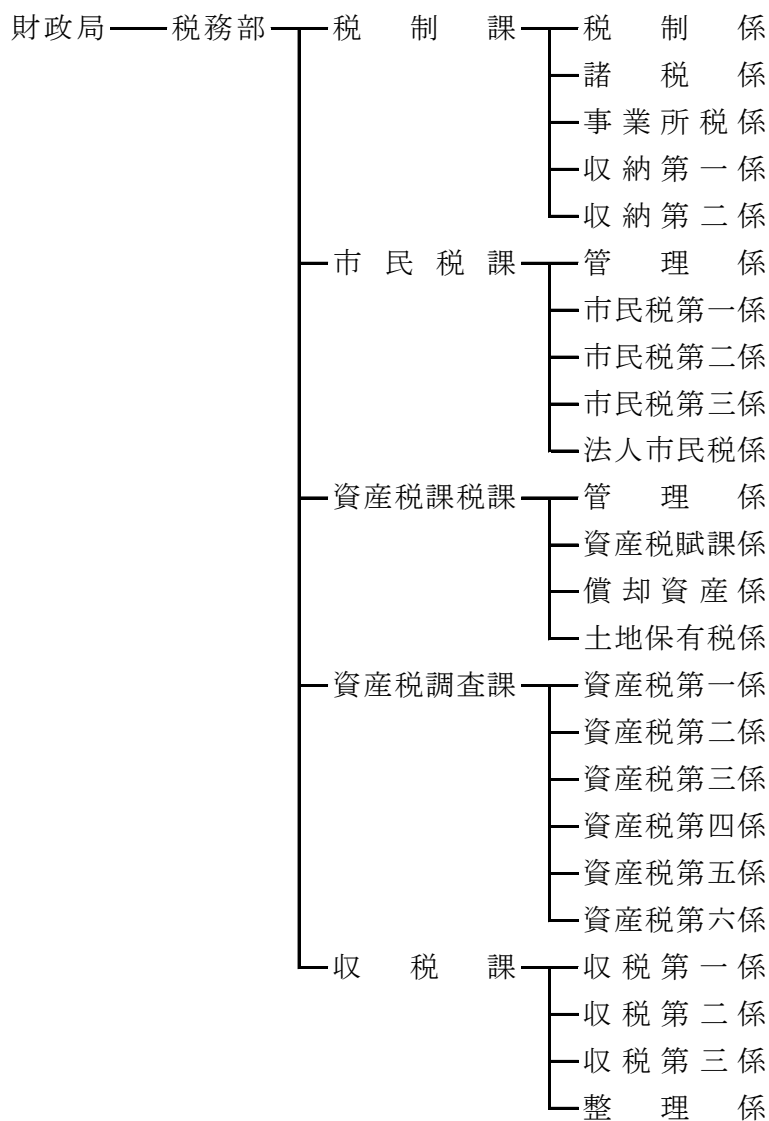 財政局 税務部 税制課 税制係
諸税係
事業所税係
収納第一係
収納第二係
市民税課 管理係
市民税第一係
市民税第二係
市民税第三係
法人市民税係
資産税課税課 管理係
資産税賦課係
償却資産係
土地保有税係
資産税調査課 資産税第一係
資産税第二係
資産税第三係
資産税第四係
資産税第五係
資産税第六係
収税課 収税第一係
収税第二係
収税第三係
整理係